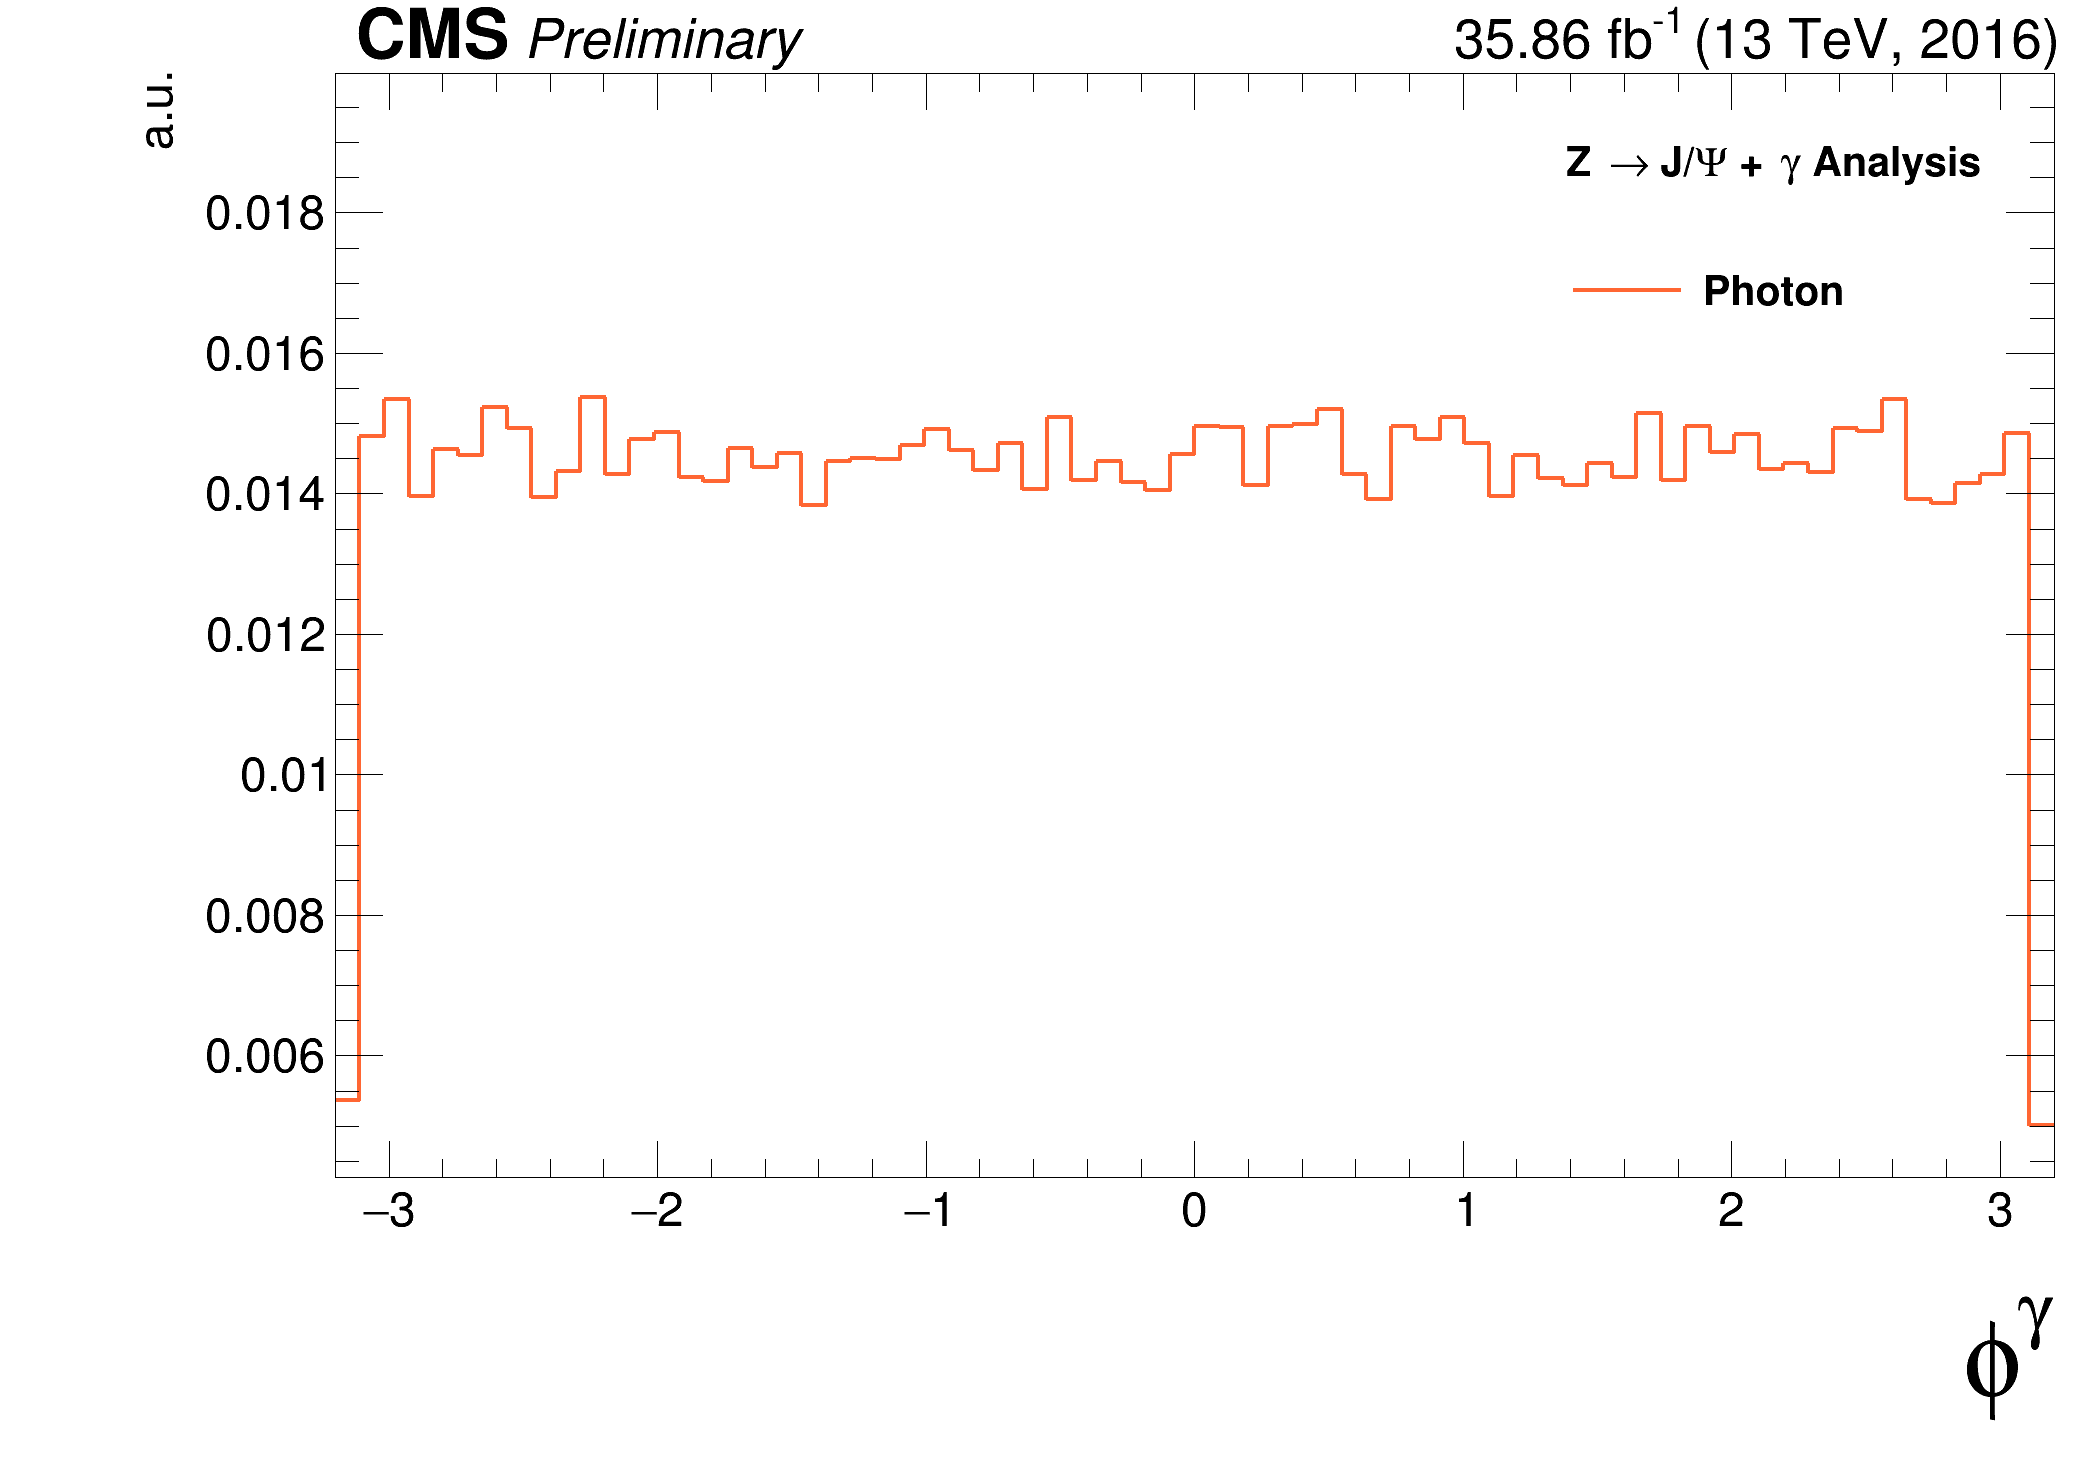 CMS Preliminary 35.86 fb⁻¹ (13 TeV, 2016)
a.u.
Z → J/Ψ + γ Analysis
Photon
0.018
0.016
0.014
0.012
0.01
0.008
0.006
−3 −2 −1 0 1 2 3
ϕ^γ